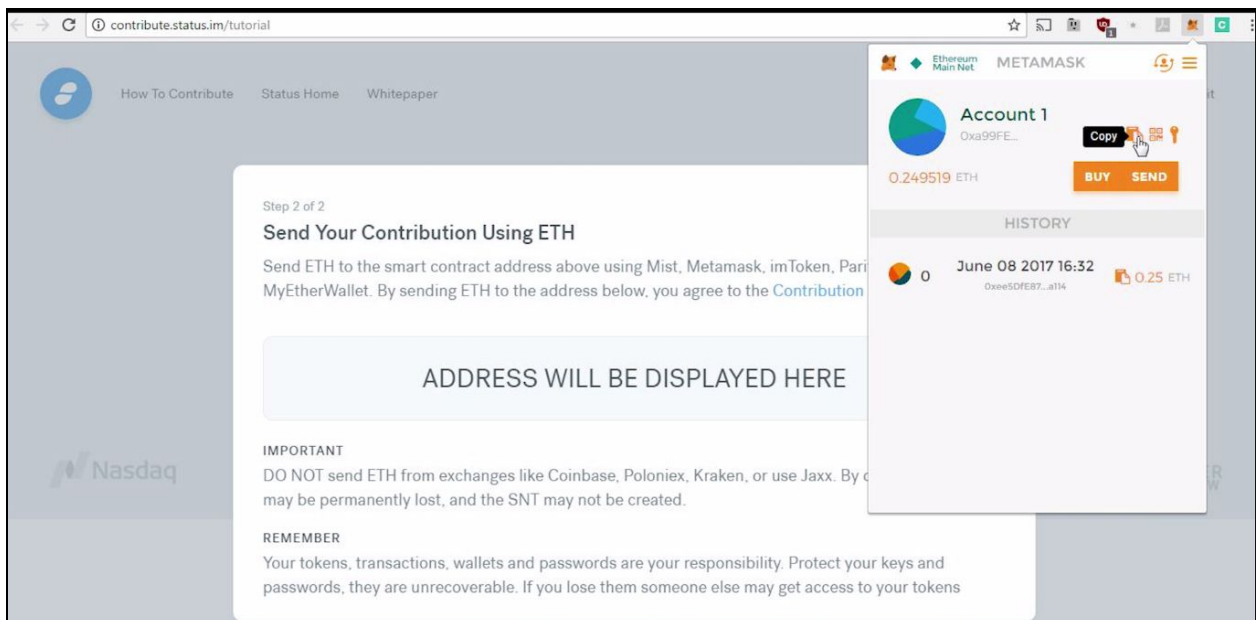 contribute.status.im/tutorial
1
C
Ethereum
Main Net
METAMASK
How To Contribute Status Home Whitepaper
it
Account 1
0xa99FE...
Copy
0.249519 ETH
BUY SEND
HISTORY
0
June 08 2017 16:32
0xee5DfE87...a114
0.25 ETH
Step 2 of 2
Send Your Contribution Using ETH
Send ETH to the smart contract address above using Mist, Metamask, imToken, Pari
MyEtherWallet. By sending ETH to the address below, you agree to the Contribution
ADDRESS WILL BE DISPLAYED HERE
Nasdaq
IMPORTANT
DO NOT send ETH from exchanges like Coinbase, Poloniex, Kraken, or use Jaxx. By
may be permanently lost, and the SNT may not be created.
REMEMBER
Your tokens, transactions, wallets and passwords are your responsibility. Protect your keys and
passwords, they are unrecoverable. If you lose them someone else may get access to your tokens